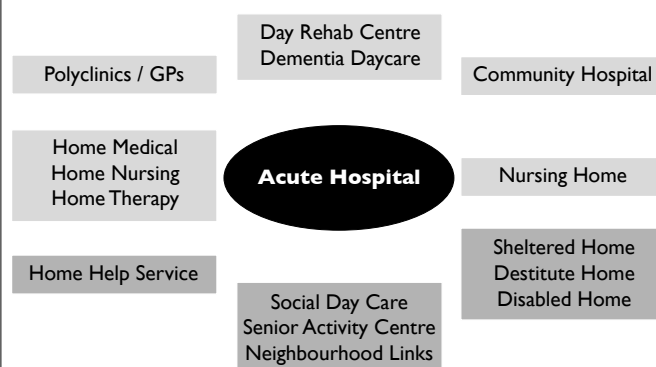 Day Rehab Centre
Dementia Daycare
Polyclinics / GPs
Community Hospital
Home Medical
Home Nursing
Home Therapy
Acute Hospital
Nursing Home
Home Help Service
Sheltered Home
Destitute Home
Disabled Home
Social Day Care
Senior Activity Centre
Neighbourhood Links